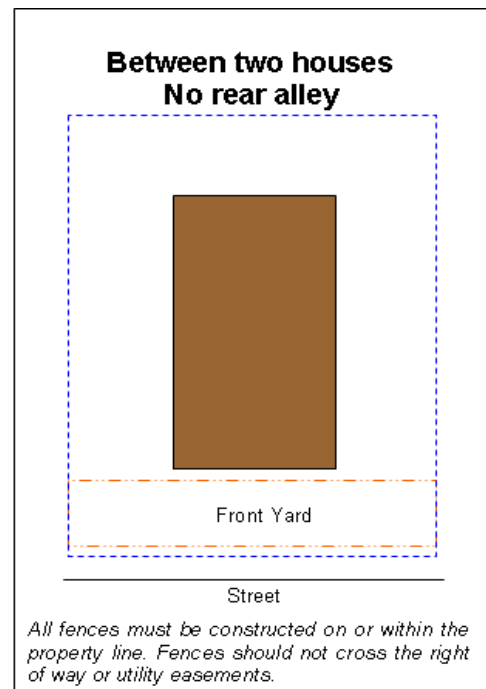 Between two houses
No rear alley
Front Yard
Street
All fences must be constructed on or within the
property line. Fences should not cross the right
of way or utility easements.